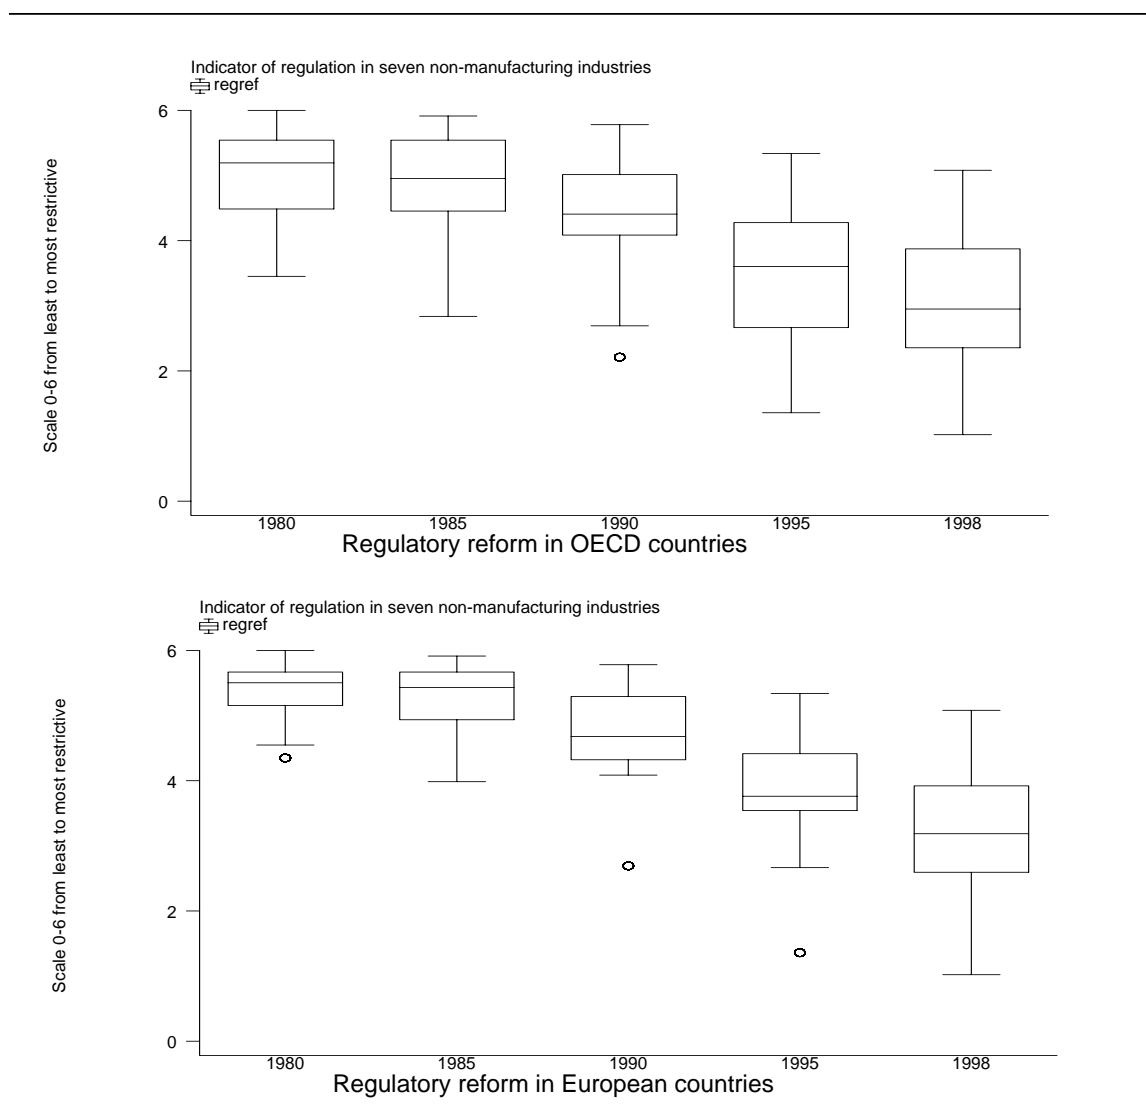 Indicator of regulation in seven non-manufacturing industries
regref
Scale 0-6 from least to most restrictive
6
4
2
0
1980 1985 1990 1995 1998
Regulatory reform in OECD countries
Indicator of regulation in seven non-manufacturing industries
regref
Scale 0-6 from least to most restrictive
6
4
2
0
1980 1985 1990 1995 1998
Regulatory reform in European countries